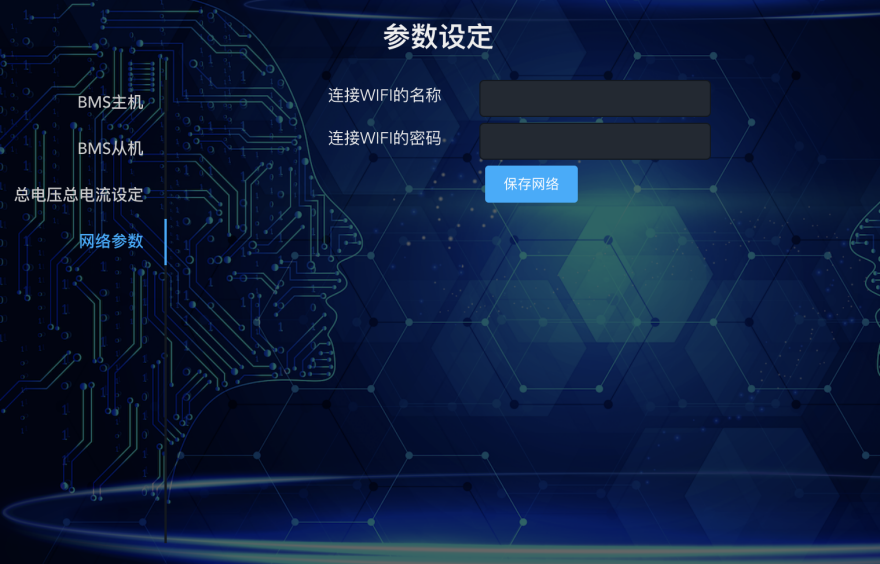 参数设定
BMS主机
BMS从机
总电压总电流设定
网络参数
连接WIFI的名称
连接WIFI的密码
保存网络